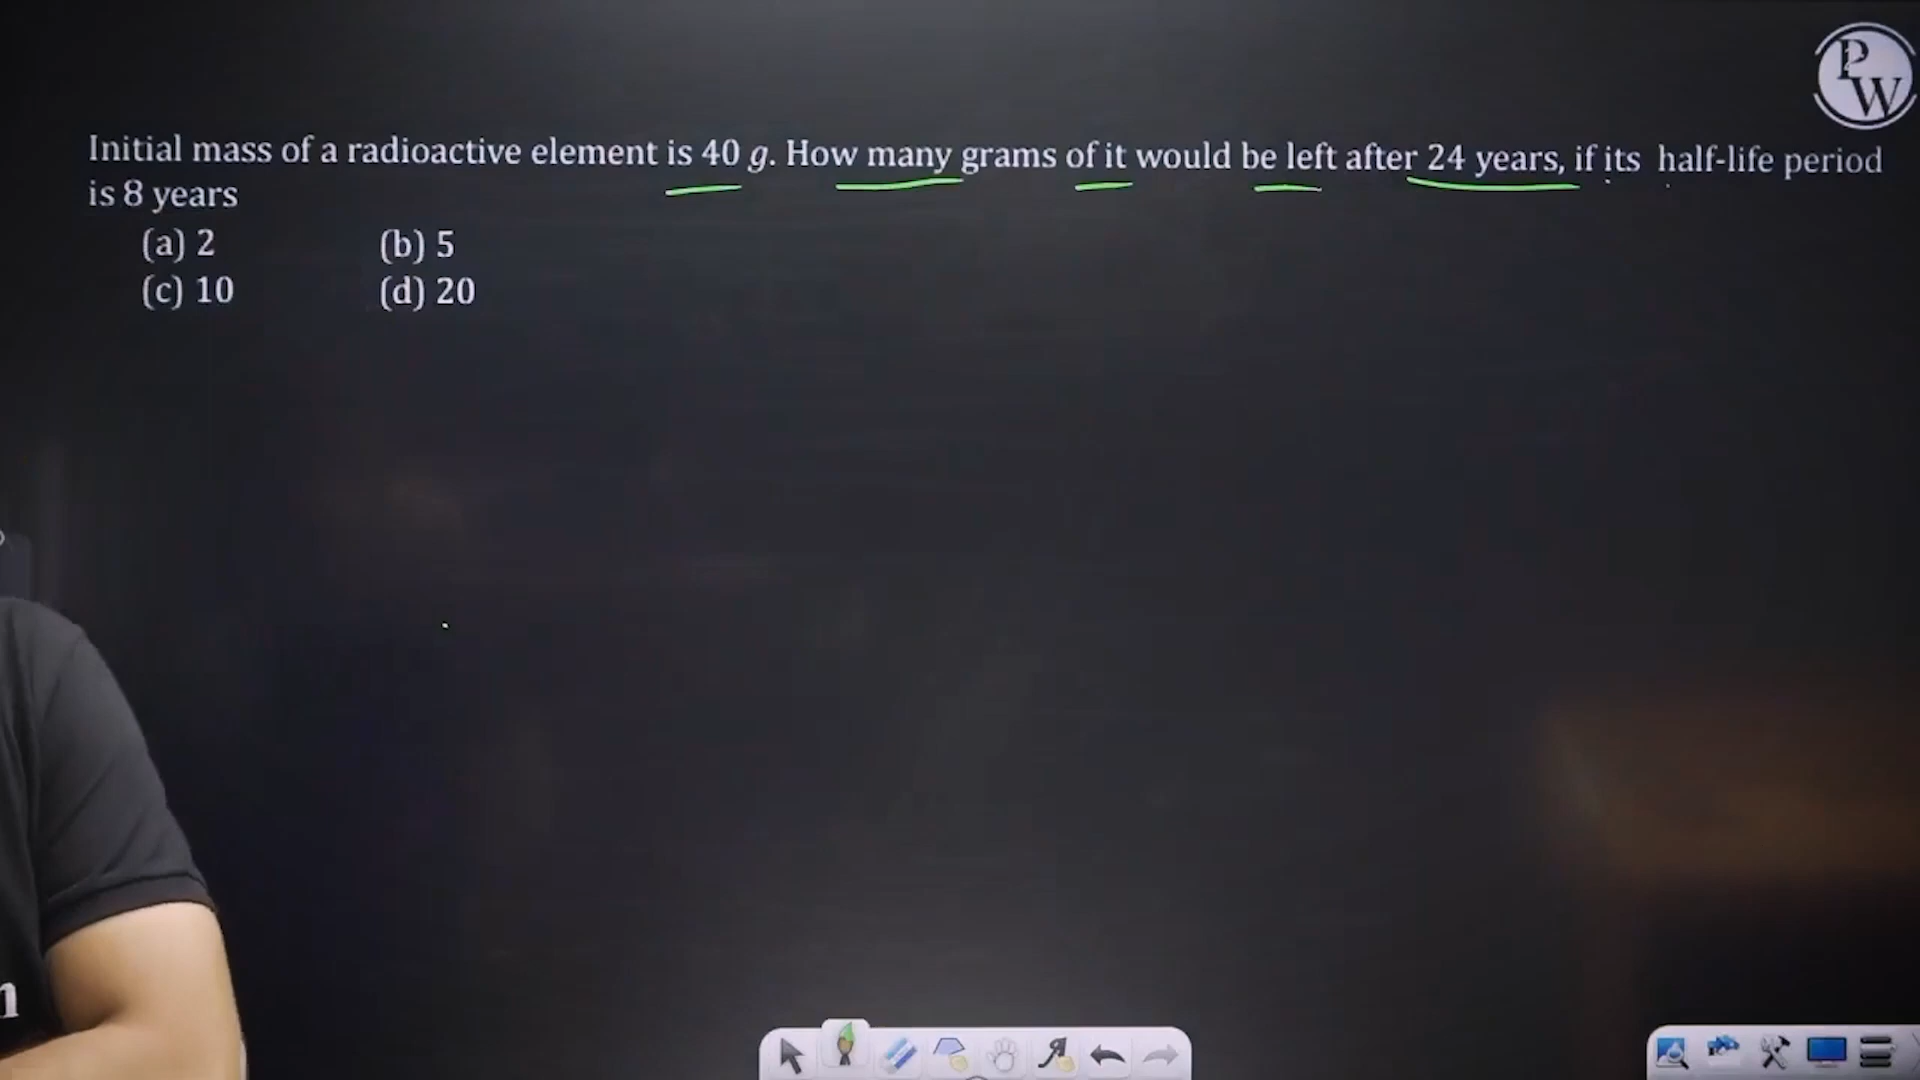 PW
Initial mass of a radioactive element is 40 g. How many grams of it would be left after 24 years, if its half-life period
is 8 years
(a) 2 (b) 5
(c) 10 (d) 20